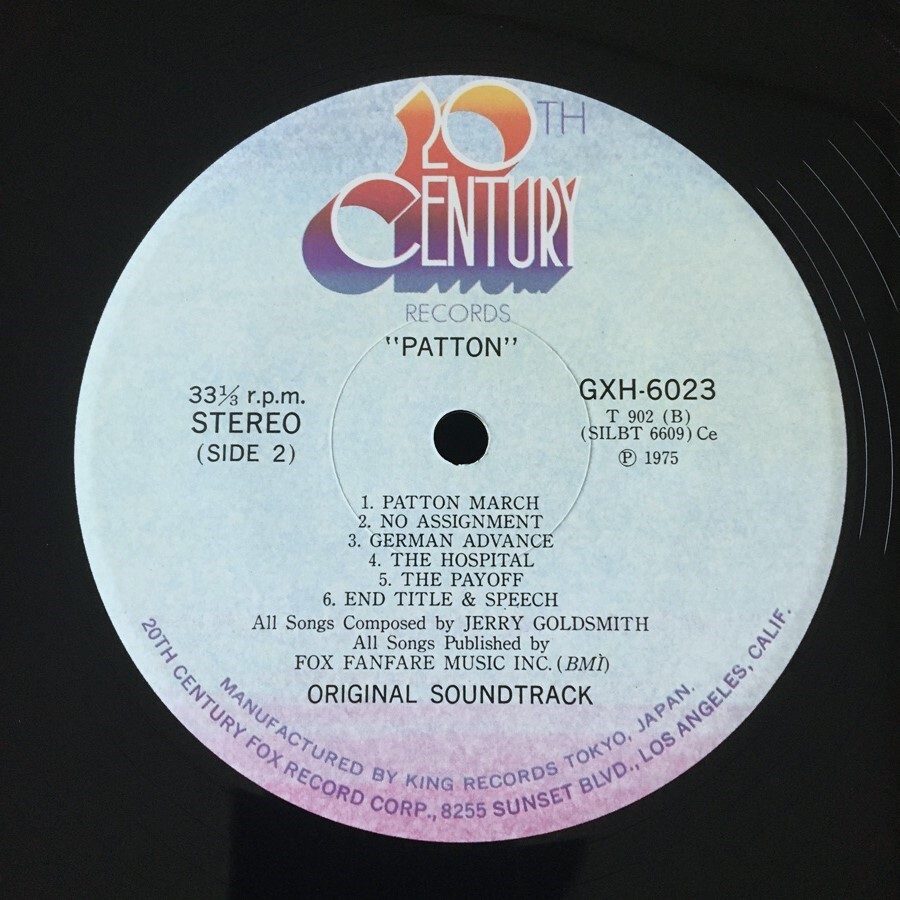 20TH
CENTURY
RECORDS
"PATTON"
33⅓ r.p.m.
STEREO
(SIDE 2)
GXH-6023
T 902 (B)
(SILBT 6609) Ce
Ⓟ 1975
1. PATTON MARCH
2. NO ASSIGNMENT
3. GERMAN ADVANCE
4. THE HOSPITAL
5. THE PAYOFF
6. END TITLE & SPEECH
All Songs Composed by JERRY GOLDSMITH
All Songs Published by
FOX FANFARE MUSIC INC. (BMI)
ORIGINAL SOUNDTRACK
MANUFACTURED BY KING RECORDS TOKYO, JAPAN.
20TH CENTURY FOX RECORD CORP., 8255 SUNSET BLVD., LOS ANGELES, CALIF.